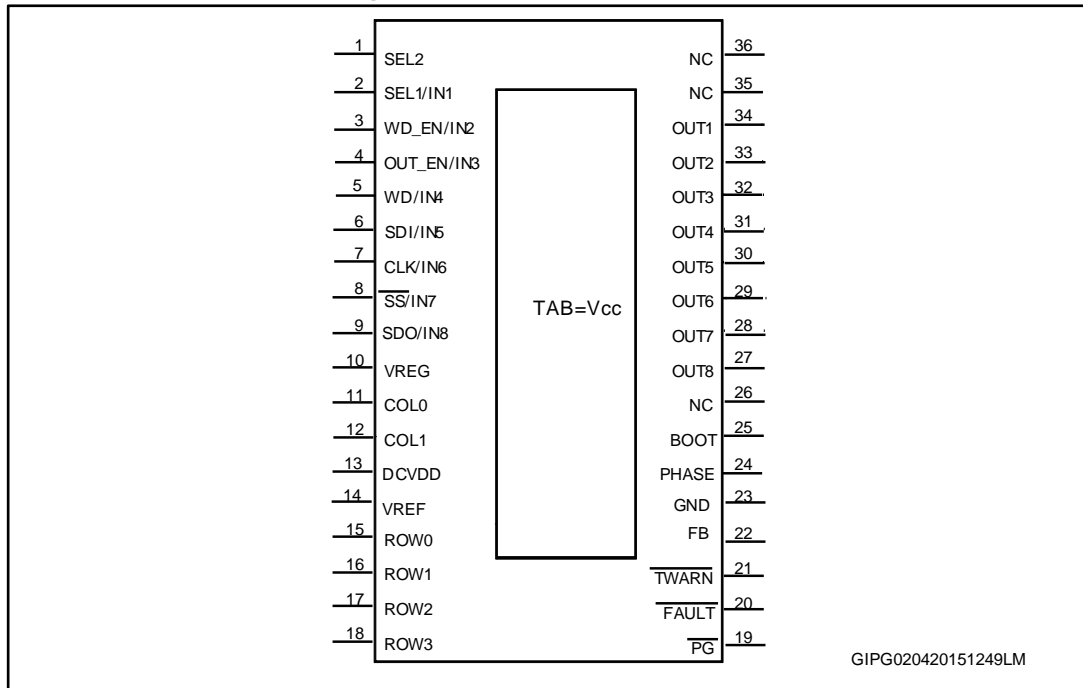 1 SEL2 NC 36
2 SEL1/IN1 NC 35
3 WD_EN/IN2 OUT1 34
4 OUT_EN/IN3 OUT2 33
5 WD/IN4 OUT3 32
6 SDI/IN5 OUT4 31
7 CLK/IN6 OUT5 30
8 SS/IN7 OUT6 29
TAB=Vcc
9 SDO/IN8 OUT7 28
10 VREG OUT8 27
11 COL0 NC 26
12 COL1 BOOT 25
13 DCVDD PHASE 24
14 VREF GND 23
15 ROW0 FB 22
16 ROW1 TWARN 21
17 ROW2 FAULT 20
18 ROW3 PG 19
GIPG020420151249LM